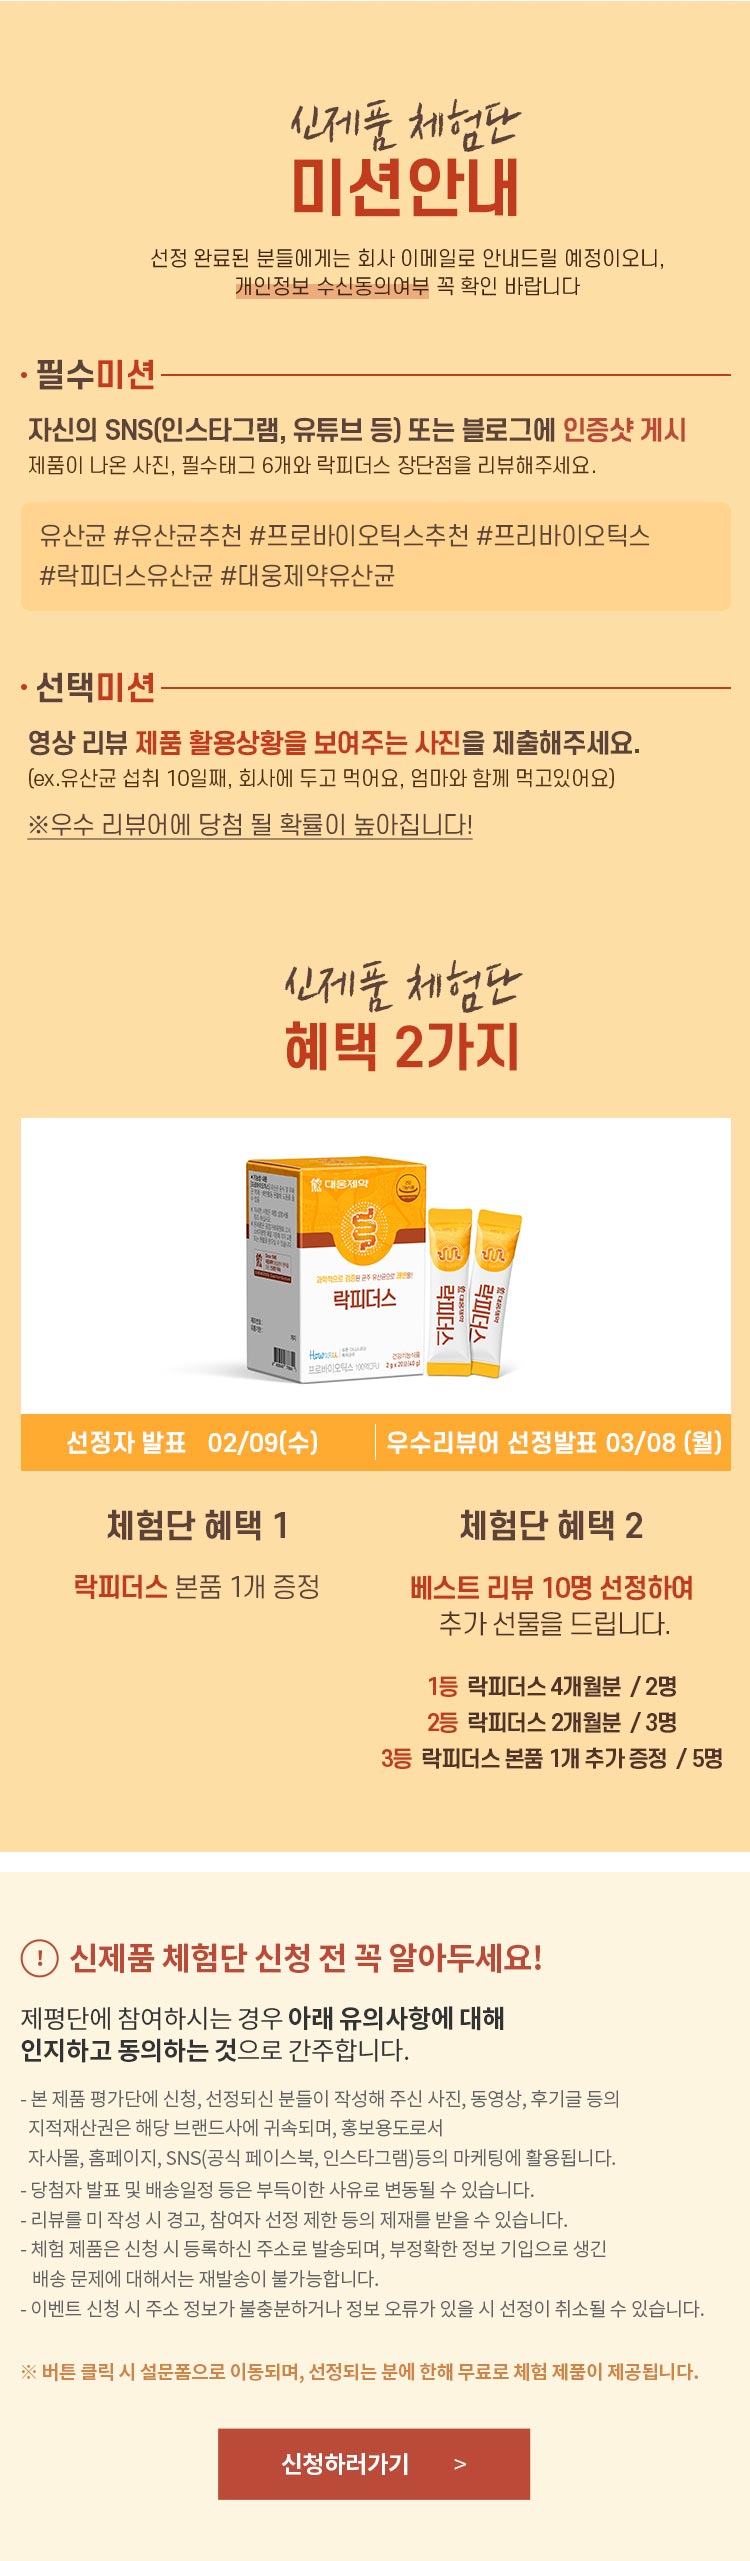 신제품 체험단
미션안내
선정 완료된 분들에게는 회사 이메일로 안내드릴 예정이오니,
개인정보 수신동의여부 꼭 확인 바랍니다
· 필수미션
자신의 SNS(인스타그램, 유튜브 등) 또는 블로그에 인증샷 게시
제품이 나온 사진, 필수태그 6개와 락피더스 장단점을 리뷰해주세요.
유산균 #유산균추천 #프로바이오틱스추천 #프리바이오틱스
#락피더스유산균 #대웅제약유산균
· 선택미션
영상 리뷰 제품 활용상황을 보여주는 사진을 제출해주세요.
(ex.유산균 섭취 10일째, 회사에 두고 먹어요, 엄마와 함께 먹고있어요)
※우수 리뷰어에 당첨 될 확률이 높아집니다!
신제품 체험단
혜택 2가지
대웅제약
락피더스
프로바이오틱스 100억CFU
건강기능식품
2 g x 20포(40 g)
대웅제약
락피더스
대웅제약
락피더스
선정자 발표 02/09(수)
우수리뷰어 선정발표 03/08 (월)
체험단 혜택 1
락피더스 본품 1개 증정
체험단 혜택 2
베스트 리뷰 10명 선정하여
추가 선물을 드립니다.
1등 락피더스 4개월분 / 2명
2등 락피더스 2개월분 / 3명
3등 락피더스 본품 1개 추가 증정 / 5명
! 신제품 체험단 신청 전 꼭 알아두세요!
제평단에 참여하시는 경우 아래 유의사항에 대해
인지하고 동의하는 것으로 간주합니다.
- 본 제품 평가단에 신청, 선정되신 분들이 작성해 주신 사진, 동영상, 후기글 등의
지적재산권은 해당 브랜드사에 귀속되며, 홍보용도로서
자사몰, 홈페이지, SNS(공식 페이스북, 인스타그램)등의 마케팅에 활용됩니다.
- 당첨자 발표 및 배송일정 등은 부득이한 사유로 변동될 수 있습니다.
- 리뷰를 미 작성 시 경고, 참여자 선정 제한 등의 제재를 받을 수 있습니다.
- 체험 제품은 신청 시 등록하신 주소로 발송되며, 부정확한 정보 기입으로 생긴
배송 문제에 대해서는 재발송이 불가능합니다.
- 이벤트 신청 시 주소 정보가 불충분하거나 정보 오류가 있을 시 선정이 취소될 수 있습니다.
※ 버튼 클릭 시 설문폼으로 이동되며, 선정되는 분에 한해 무료로 체험 제품이 제공됩니다.
신청하러가기 >